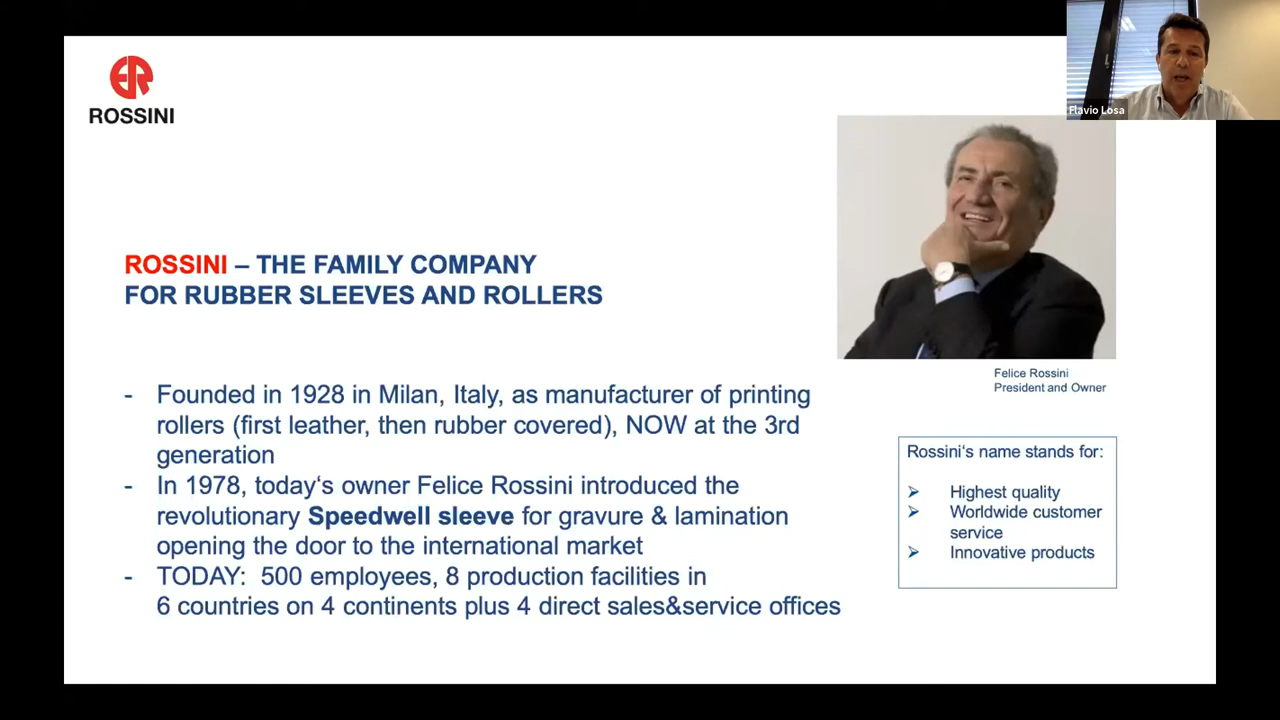 ROSSINI
Flavio Losa
ROSSINI – THE FAMILY COMPANY
FOR RUBBER SLEEVES AND ROLLERS
Felice Rossini
President and Owner
- Founded in 1928 in Milan, Italy, as manufacturer of printing
rollers (first leather, then rubber covered), NOW at the 3rd
generation
- In 1978, today‘s owner Felice Rossini introduced the
revolutionary Speedwell sleeve for gravure & lamination
opening the door to the international market
- TODAY: 500 employees, 8 production facilities in
6 countries on 4 continents plus 4 direct sales&service offices
Rossini‘s name stands for:
Highest quality
Worldwide customer
service
Innovative products